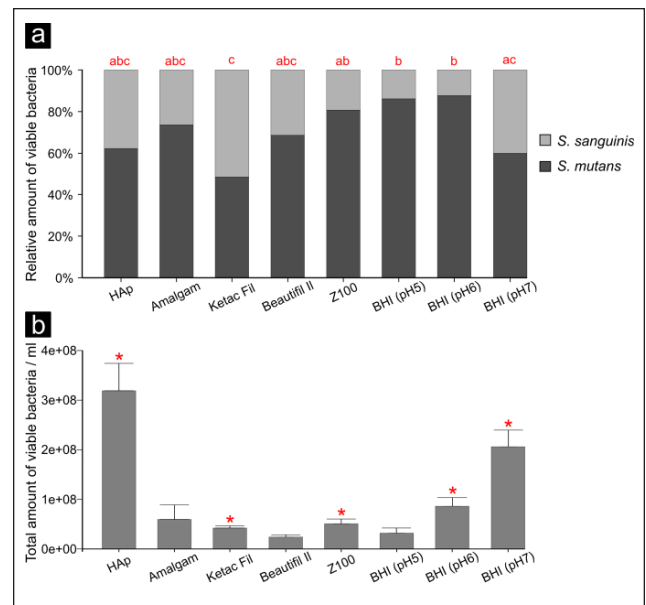 a
abc abc c abc ab b b ac
Relative amount of viable bacteria
100%
80%
60%
40%
20%
0%
S. sanguinis
S. mutans
HAp Amalgam Ketac Fil Beautifil II Z100 BHI (pH5) BHI (pH6) BHI (pH7)
b
Total amount of viable bacteria / ml
4e+08
3e+08
2e+08
1e+08
0e+00
* * * * *
HAp Amalgam Ketac Fil Beautifil II Z100 BHI (pH5) BHI (pH6) BHI (pH7)